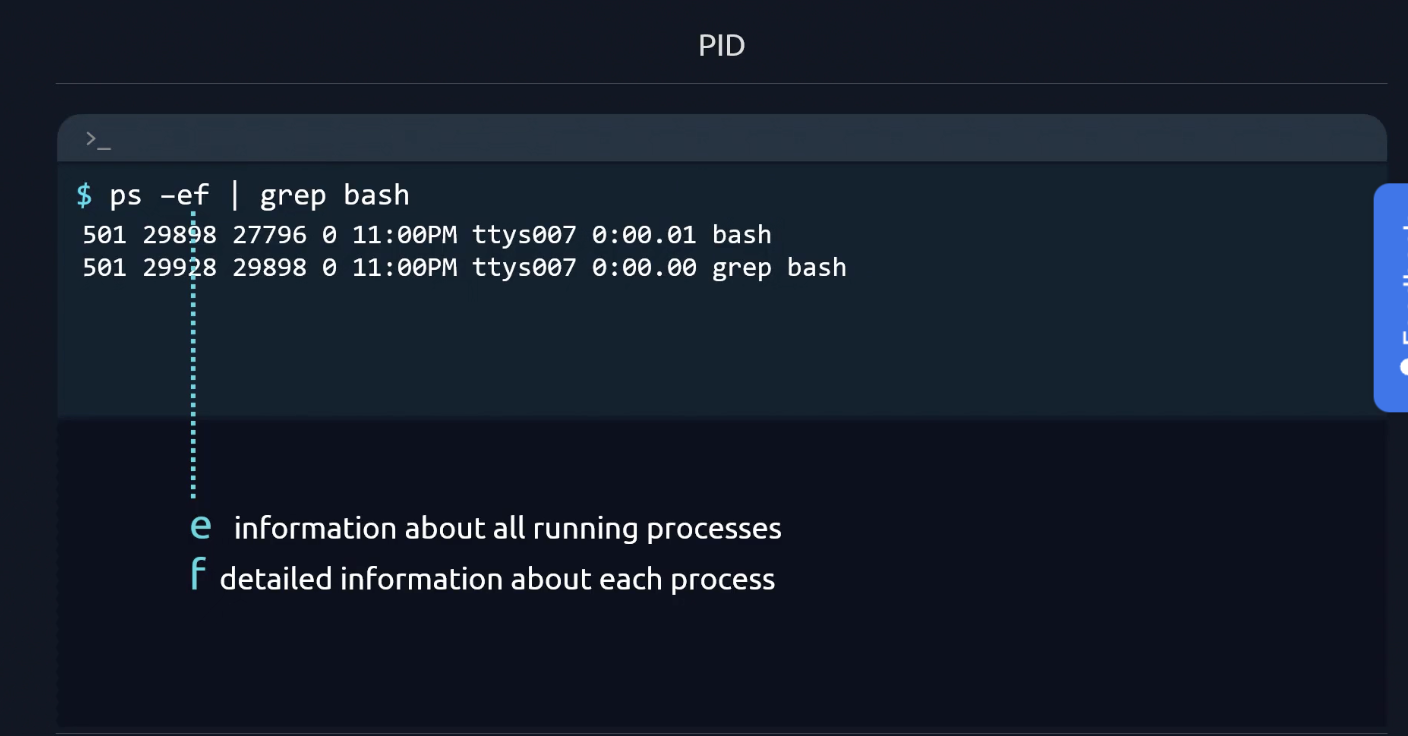 PID
>_
$ ps –ef | grep bash
501 29898 27796 0 11:00PM ttys007 0:00.01 bash
501 29928 29898 0 11:00PM ttys007 0:00.00 grep bash
e information about all running processes
f detailed information about each process